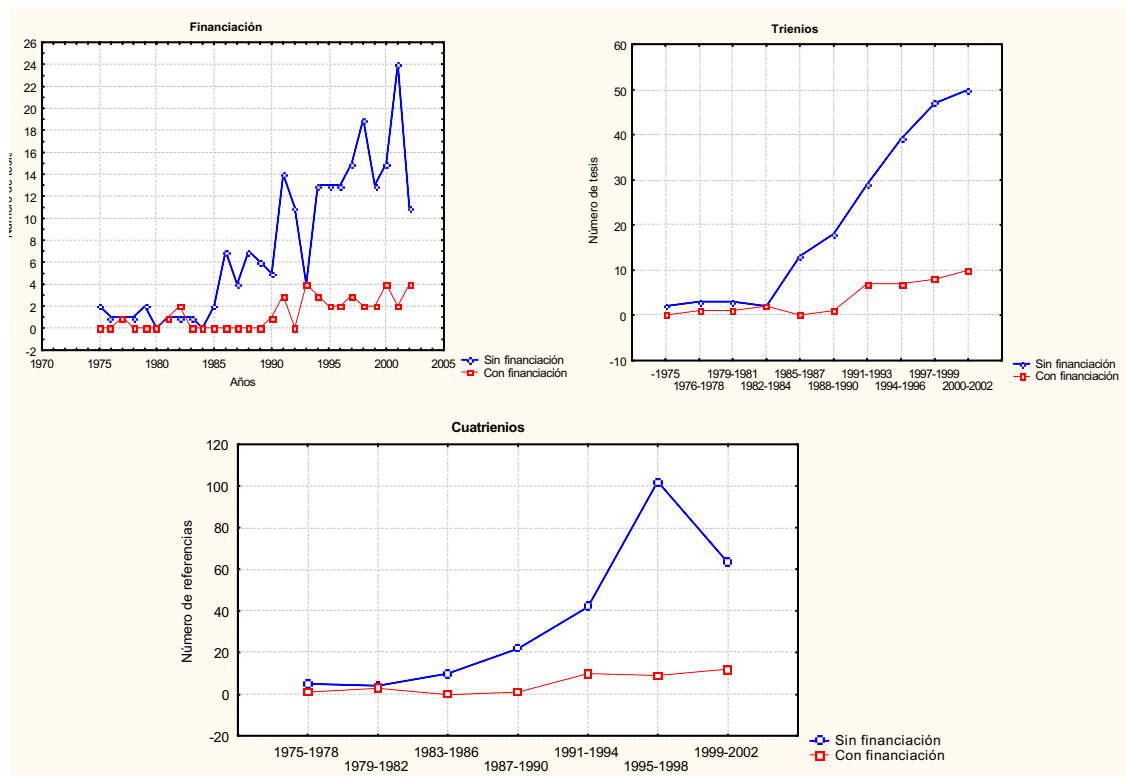 Financiación
26
24
22
20
18
16
14
12
10
8
6
4
2
0
-2
1970 1975 1980 1985 1990 1995 2000 2005
Años
Sin financiación
Con financiación
Trienios
Número de tesis
60
50
40
30
20
10
0
-10
-1975 1979-1981 1985-1987 1991-1993 1997-1999
1976-1978 1982-1984 1988-1990 1994-1996 2000-2002
Sin financiación
Con financiación
Cuatrienios
Número de referencias
120
100
80
60
40
20
0
-20
1975-1978 1983-1986 1991-1994 1999-2002
1979-1982 1987-1990 1995-1998
Sin financiación
Con financiación